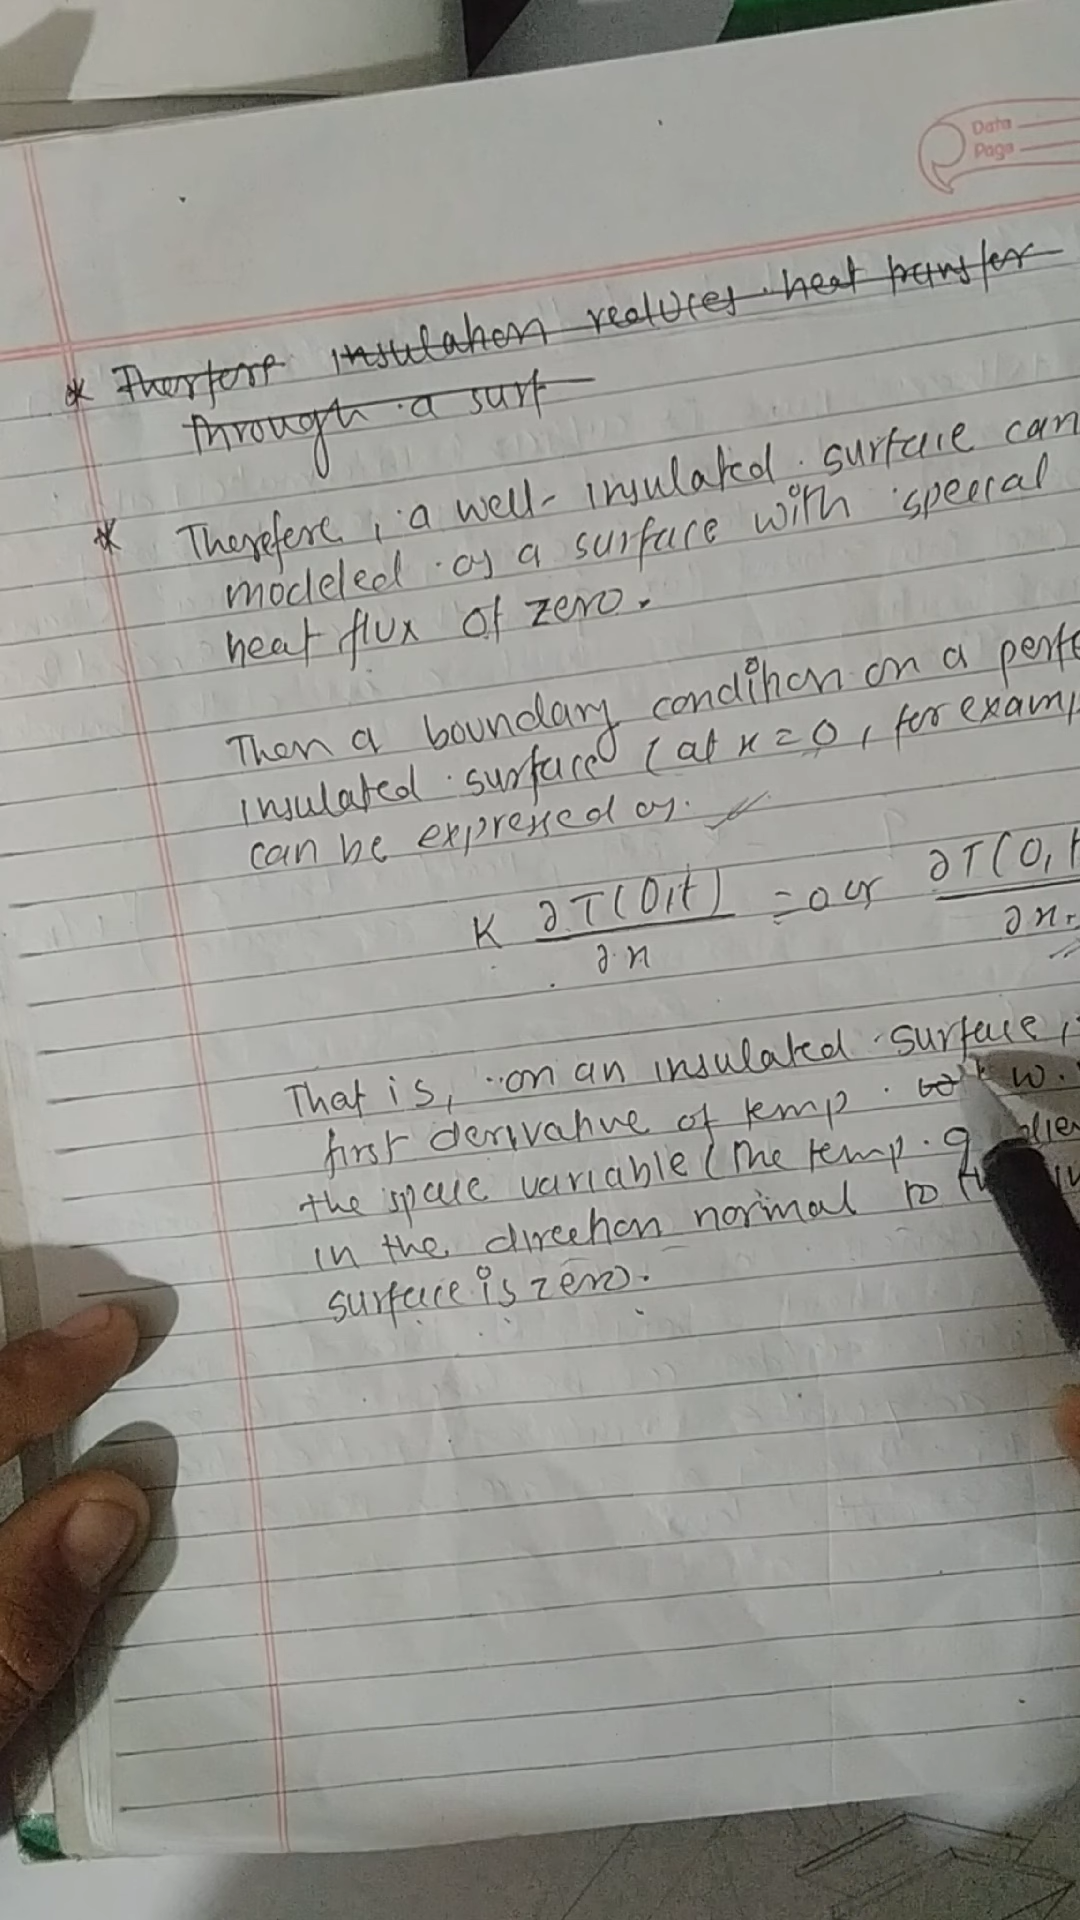 Data
Page
* Therfore insulation reduces heat transfer
through a surf
* Therefore, a well-insulated surface can
modeled as a surface with special
heat flux of zero.
Then a boundary condition on a
insulated surface (at x=0, for
can be expressed as.
K ∂T(0,t)/∂x =0 or ∂T(0,t/∂x
That is, on an insulated surface,
first derivative of temp. w.
the space variable (the temp.
in the direction normal to
surface is zero.